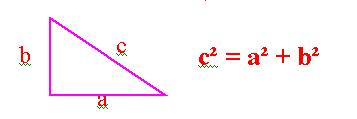 b
c
a
c² = a² + b²